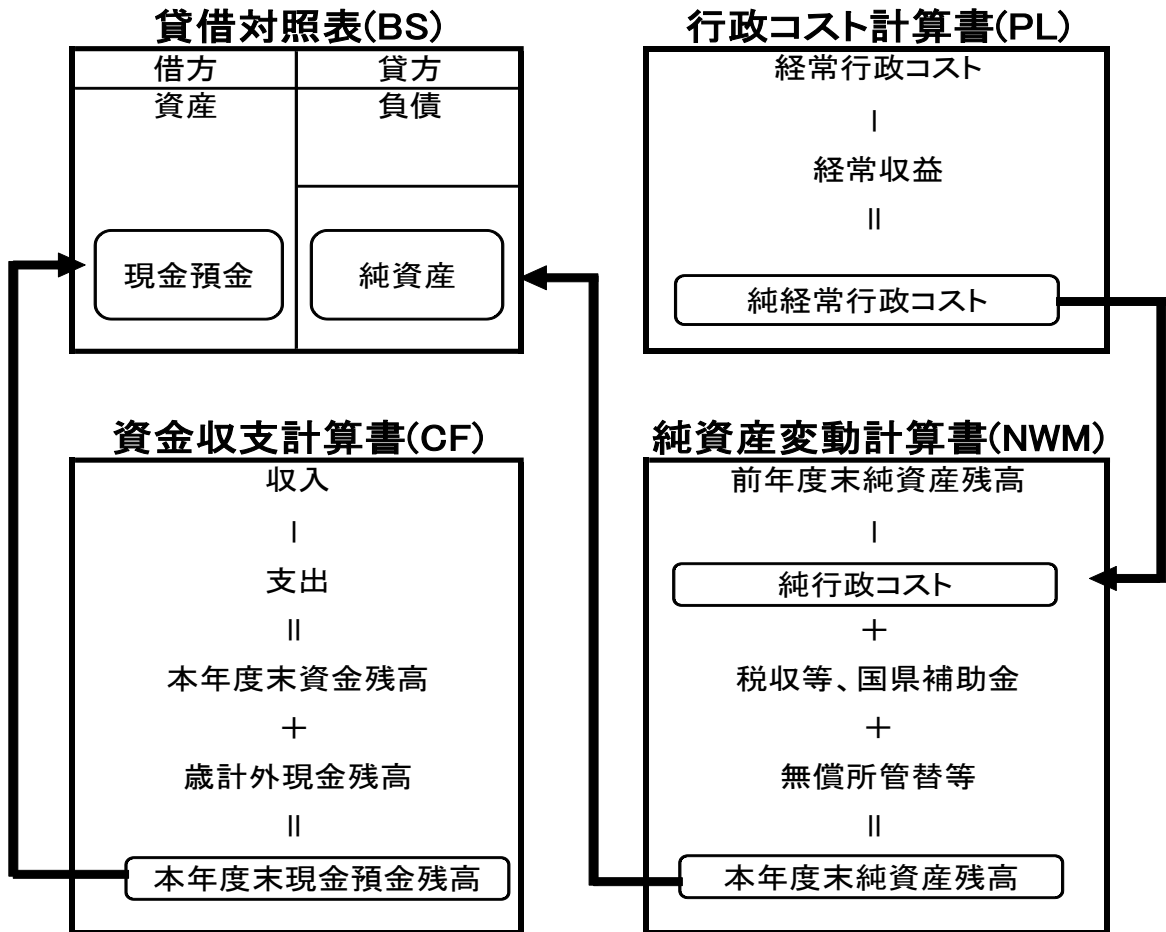 貸借対照表(BS)
借方 貸方
資産 負債
現金預金 純資産
行政コスト計算書(PL)
経常行政コスト
－
経常収益
＝
純経常行政コスト
資金収支計算書(CF)
収入
－
支出
＝
本年度末資金残高
＋
歳計外現金残高
＝
本年度末現金預金残高
純資産変動計算書(NWM)
前年度末純資産残高
－
純行政コスト
＋
税収等、国県補助金
＋
無償所管替等
＝
本年度末純資産残高